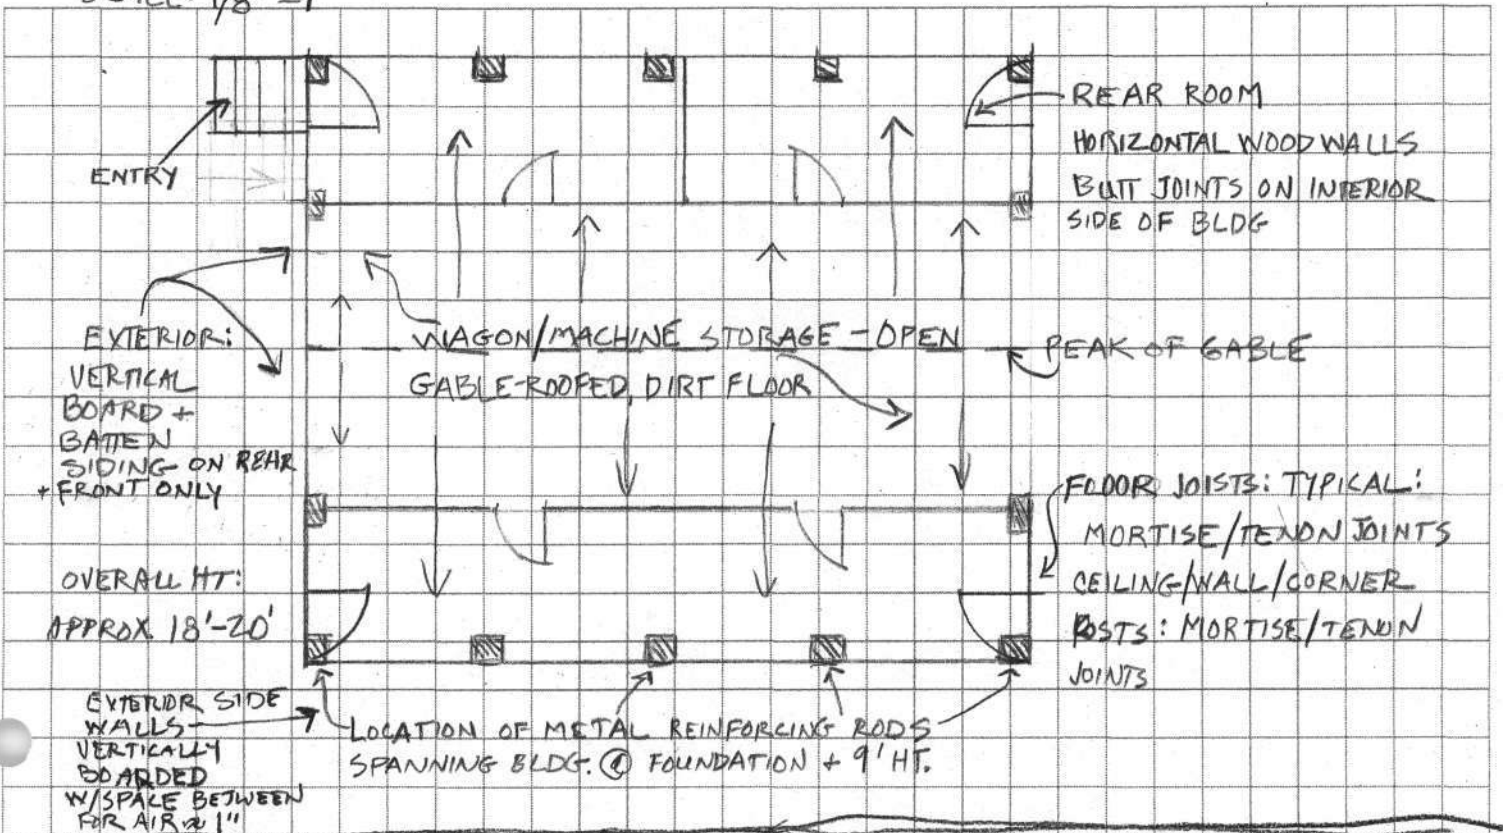 1/8" = 1'
REAR ROOM
HORIZONTAL WOOD WALLS
BUTT JOINTS ON INTERIOR
SIDE OF BLDG
ENTRY
EXTERIOR:
VERTICAL
BOARD +
BATTEN
SIDING ON REAR
+ FRONT ONLY
WAGON/MACHINE STORAGE - OPEN
GABLE-ROOFED, DIRT FLOOR
PEAK OF GABLE
FLOOR JOISTS: TYPICAL:
MORTISE/TENON JOINTS
CEILING/WALL/CORNER
POSTS: MORTISE/TENON
JOINTS
OVERALL HT:
APPROX 18'-20'
EXTERIOR SIDE
WALLS
VERTICALLY
BOARDED
W/SPACE BETWEEN
FOR AIR ≈ 1"
LOCATION OF METAL REINFORCING RODS
SPANNING BLDG. @ FOUNDATION + 9' HT.